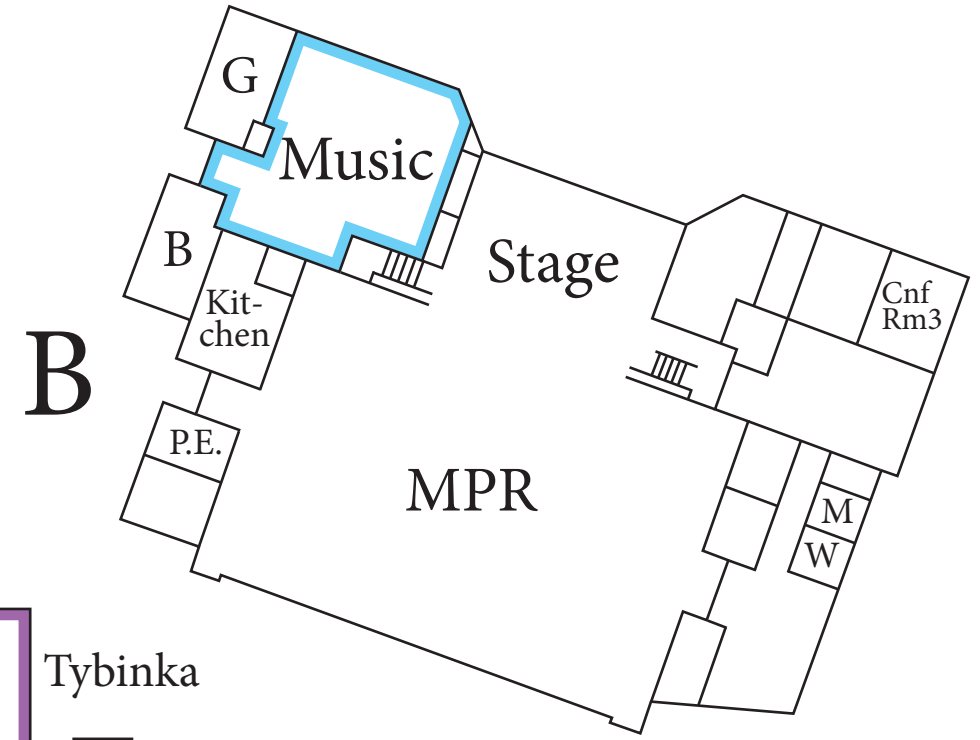 G
Music
B
Stage
Kit-
chen
Cnf
Rm3
B
P.E.
MPR
M
W
Tybinka